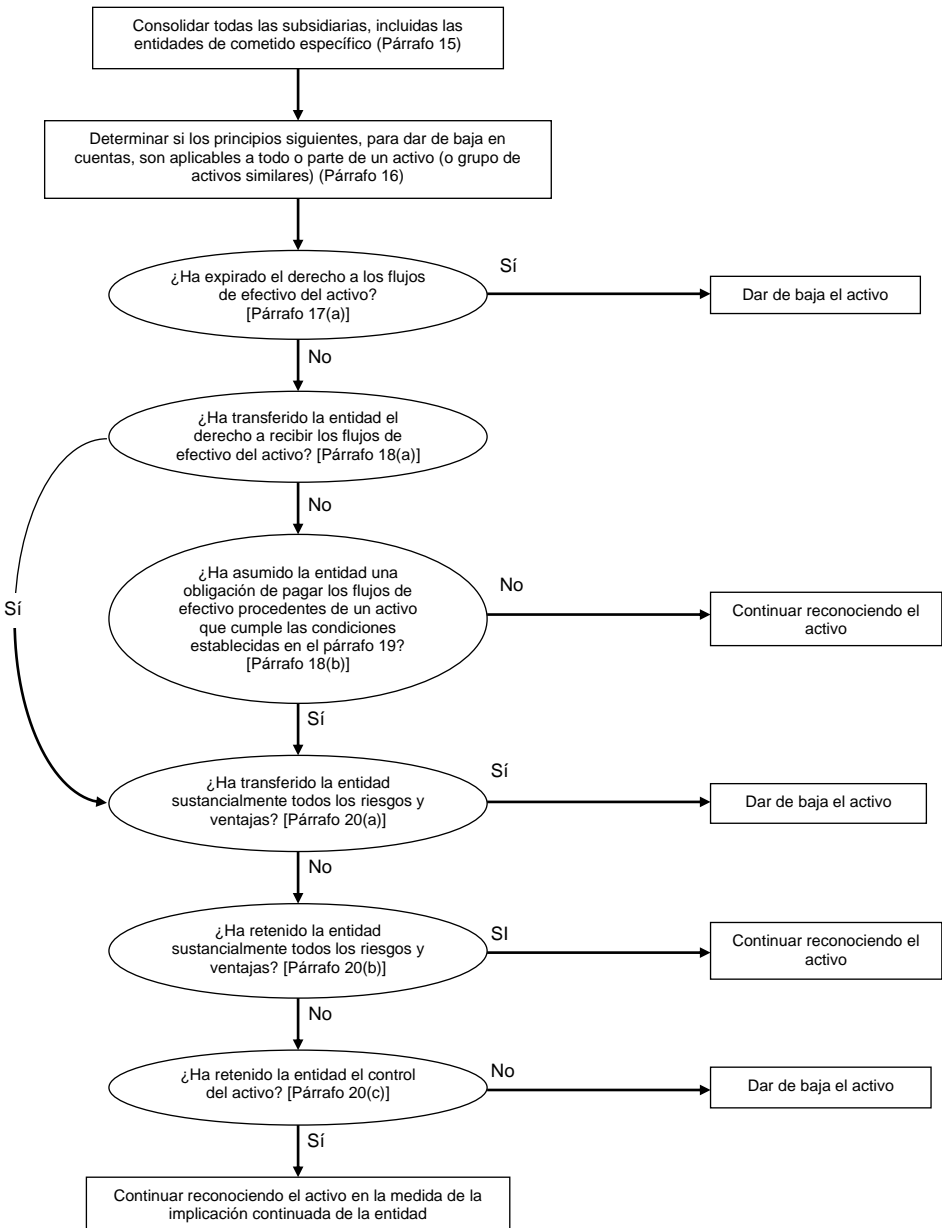 Consolidar todas las subsidiarias, incluidas las
entidades de cometido específico (Párrafo 15)
Determinar si los principios siguientes, para dar de baja en
cuentas, son aplicables a todo o parte de un activo (o grupo de
activos similares) (Párrafo 16)
¿Ha expirado el derecho a los flujos
de efectivo del activo?
[Párrafo 17(a)]
Sí
Dar de baja el activo
No
¿Ha transferido la entidad el
derecho a recibir los flujos de
efectivo del activo? [Párrafo 18(a)]
Sí
No
¿Ha asumido la entidad una
obligación de pagar los flujos de
efectivo procedentes de un activo
que cumple las condiciones
establecidas en el párrafo 19?
[Párrafo 18(b)]
No
Continuar reconociendo el
activo
Sí
¿Ha transferido la entidad
sustancialmente todos los riesgos y
ventajas? [Párrafo 20(a)]
Sí
Dar de baja el activo
No
¿Ha retenido la entidad
sustancialmente todos los riesgos y
ventajas? [Párrafo 20(b)]
SI
Continuar reconociendo el
activo
No
¿Ha retenido la entidad el control
del activo? [Párrafo 20(c)]
No
Dar de baja el activo
Sí
Continuar reconociendo el activo en la medida de la
implicación continuada de la entidad